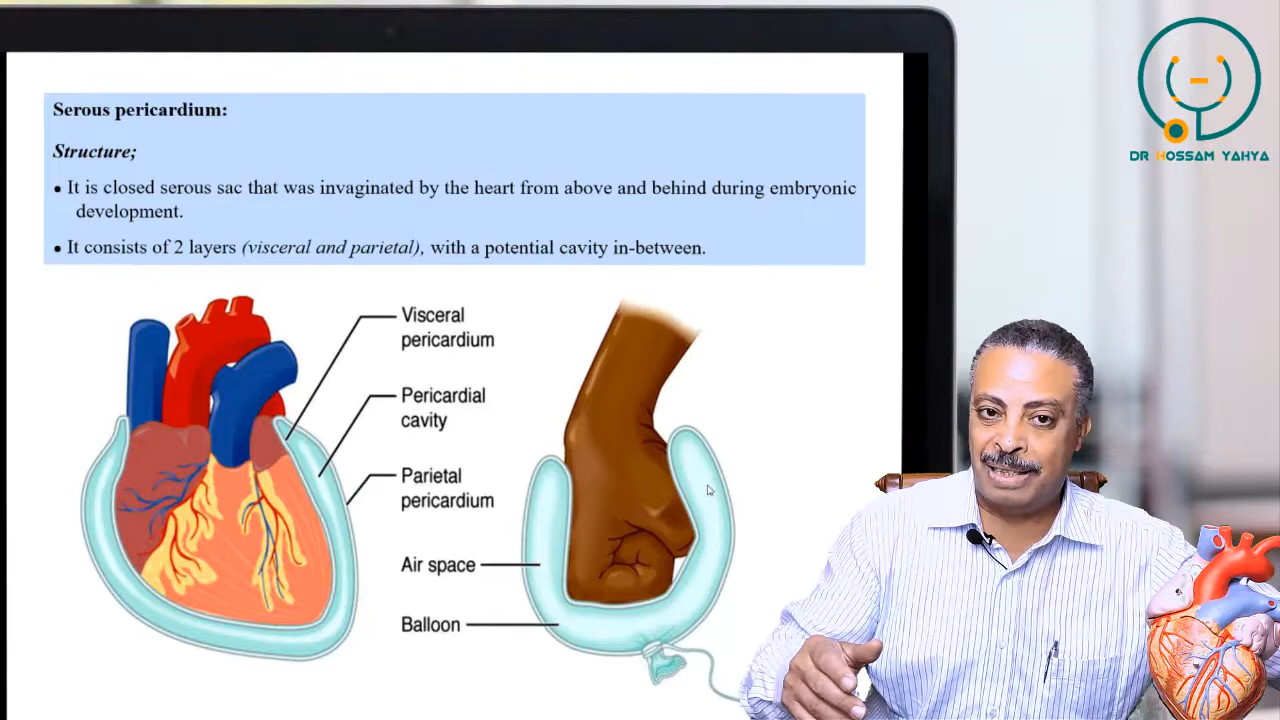 Serous pericardium:
Structure;
• It is closed serous sac that was invaginated by the heart from above and behind during embryonic
development.
• It consists of 2 layers (visceral and parietal), with a potential cavity in-between.
Visceral
pericardium
Pericardial
cavity
Parietal
pericardium
Air space
Balloon
DR HOSSAM YAHYA